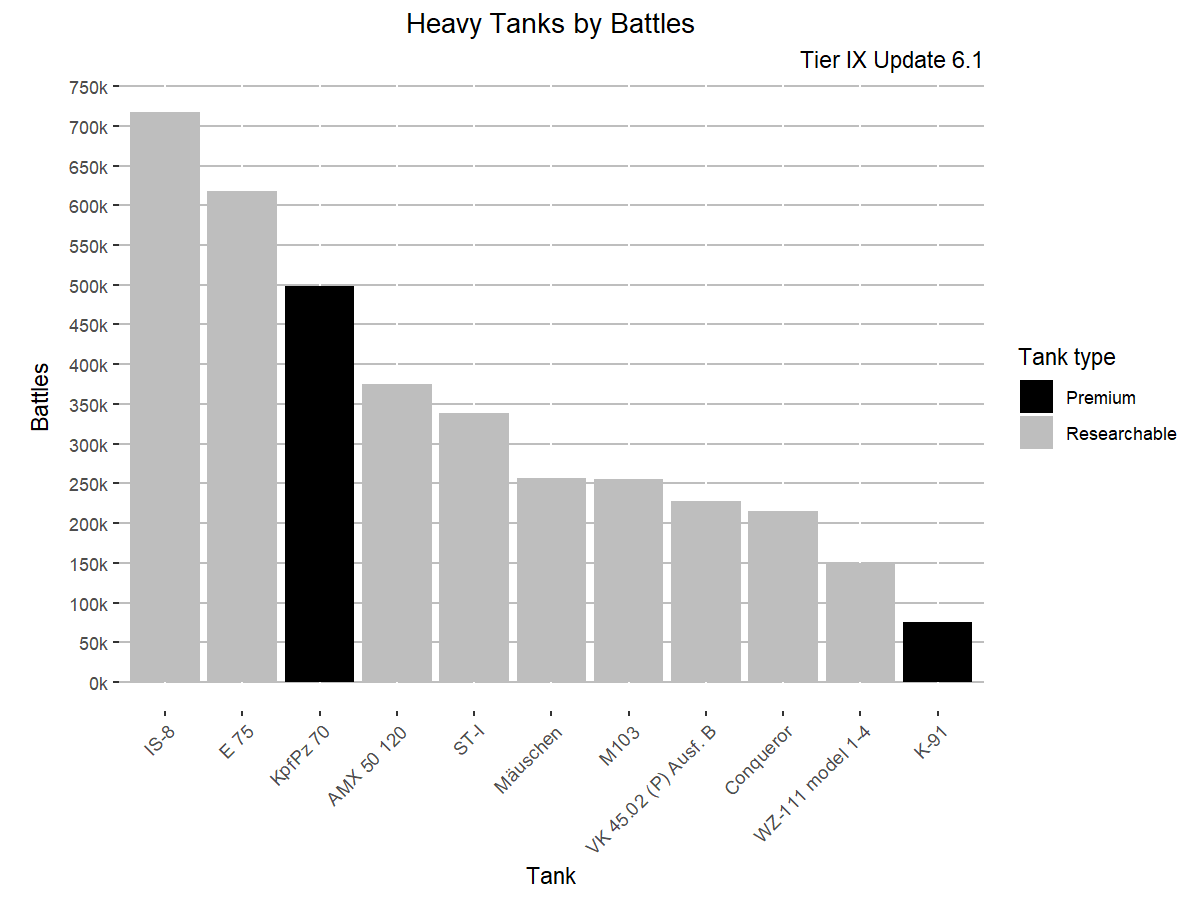 Heavy Tanks by Battles
Tier IX Update 6.1
750k
700k
650k
600k
550k
500k
450k
400k
350k
300k
250k
200k
150k
100k
50k
0k
Battles
IS-8
E 75
KpfPz 70
AMX 50 120
ST-I
Mäuschen
M103
VK 45.02 (P) Ausf. B
Conqueror
WZ-111 model 1-4
K-91
Tank
Tank type
Premium
Researchable